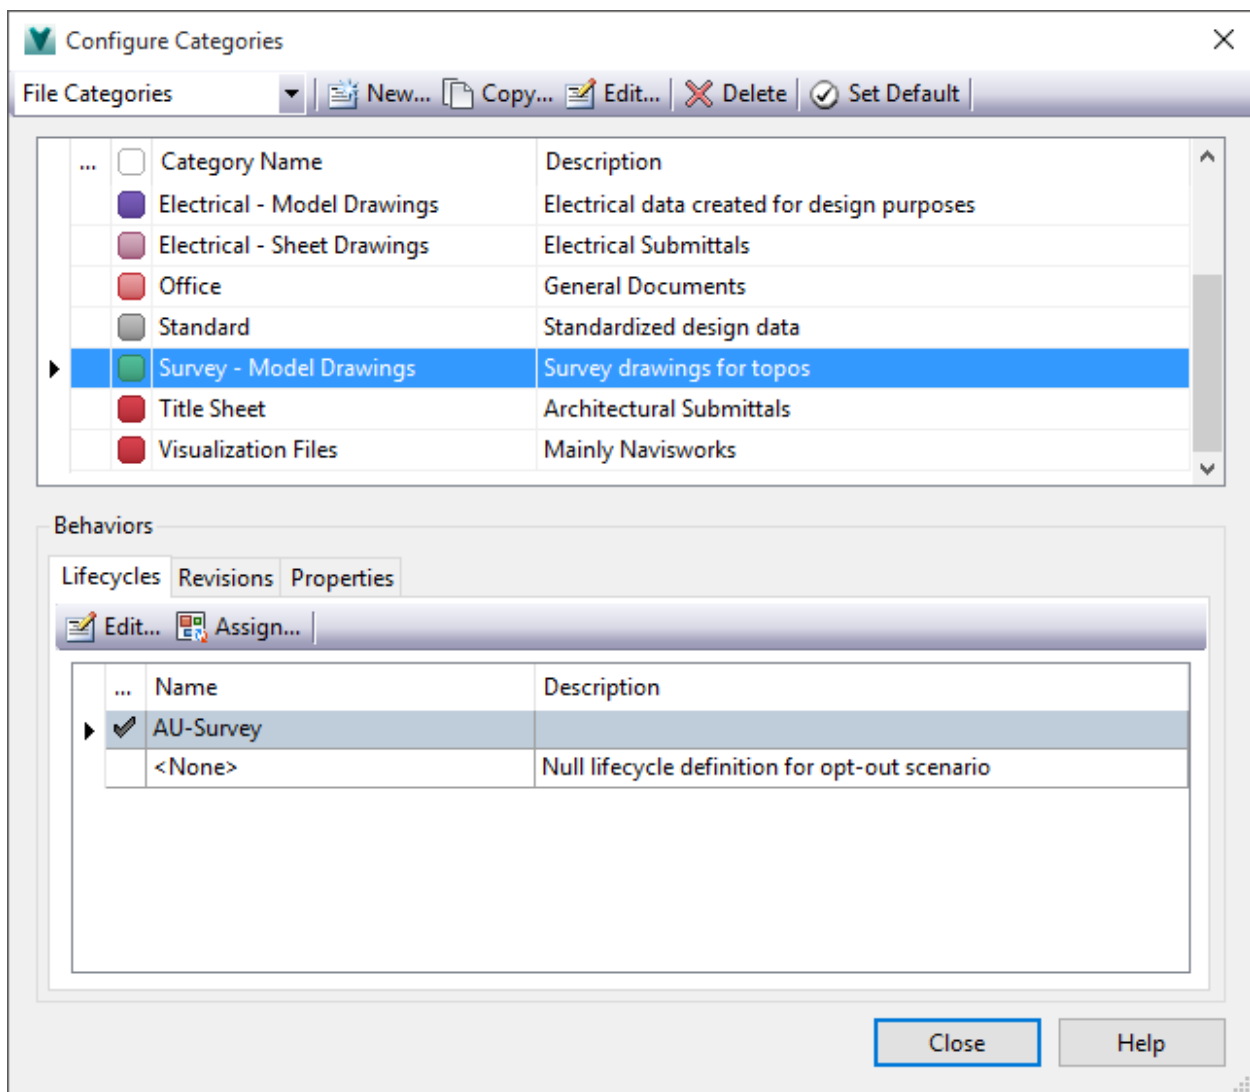 Configure Categories
File Categories New... Copy... Edit... Delete Set Default
... Category Name Description
Electrical - Model Drawings Electrical data created for design purposes
Electrical - Sheet Drawings Electrical Submittals
Office General Documents
Standard Standardized design data
Survey - Model Drawings Survey drawings for topos
Title Sheet Architectural Submittals
Visualization Files Mainly Navisworks
Behaviors
Lifecycles Revisions Properties
Edit... Assign...
... Name Description
AU-Survey
<None> Null lifecycle definition for opt-out scenario
Close Help